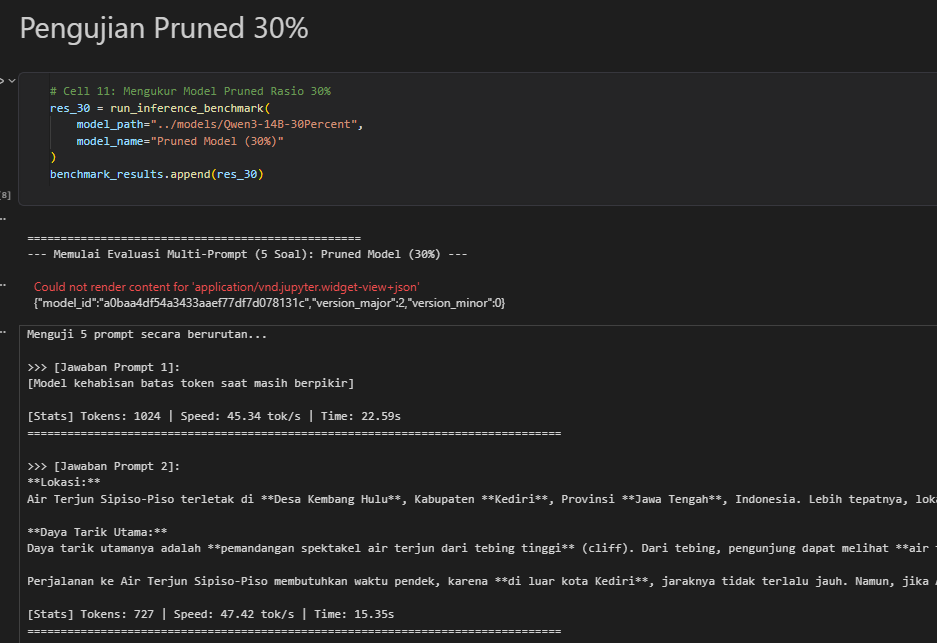 Pengujian Pruned 30%
# Cell 11: Mengukur Model Pruned Rasio 30%
res_30 = run_inference_benchmark(
model_path="../models/Qwen3-14B-30Percent",
model_name="Pruned Model (30%)"
)
benchmark_results.append(res_30)
[8]
==================================================
--- Memulai Evaluasi Multi-Prompt (5 Soal): Pruned Model (30%) ---
Could not render content for 'application/vnd.jupyter.widget-view+json'
{"model_id":"a0baa4df54a3433aaef77df7d078131c","version_major":2,"version_minor":0}
Menguji 5 prompt secara berurutan...
>>> [Jawaban Prompt 1]:
[Model kehabisan batas token saat masih berpikir]
[Stats] Tokens: 1024 | Speed: 45.34 tok/s | Time: 22.59s
================================================================================
>>> [Jawaban Prompt 2]:
**Lokasi:**
Air Terjun Sipiso-Piso terletak di **Desa Kembang Hulu**, Kabupaten **Kediri**, Provinsi **Jawa Tengah**, Indonesia. Lebih tepatnya,
**Daya Tarik Utama:**
Daya tarik utamanya adalah **pemandangan spektakel air terjun dari tebing tinggi** (cliff). Dari tebing, pengunjung dapat melihat **air
Perjalanan ke Air Terjun Sipiso-Piso membutuhkan waktu pendek, karena **di luar kota Kediri**, jaraknya tidak terlalu jauh. Namun, jika
[Stats] Tokens: 727 | Speed: 47.42 tok/s | Time: 15.35s
================================================================================